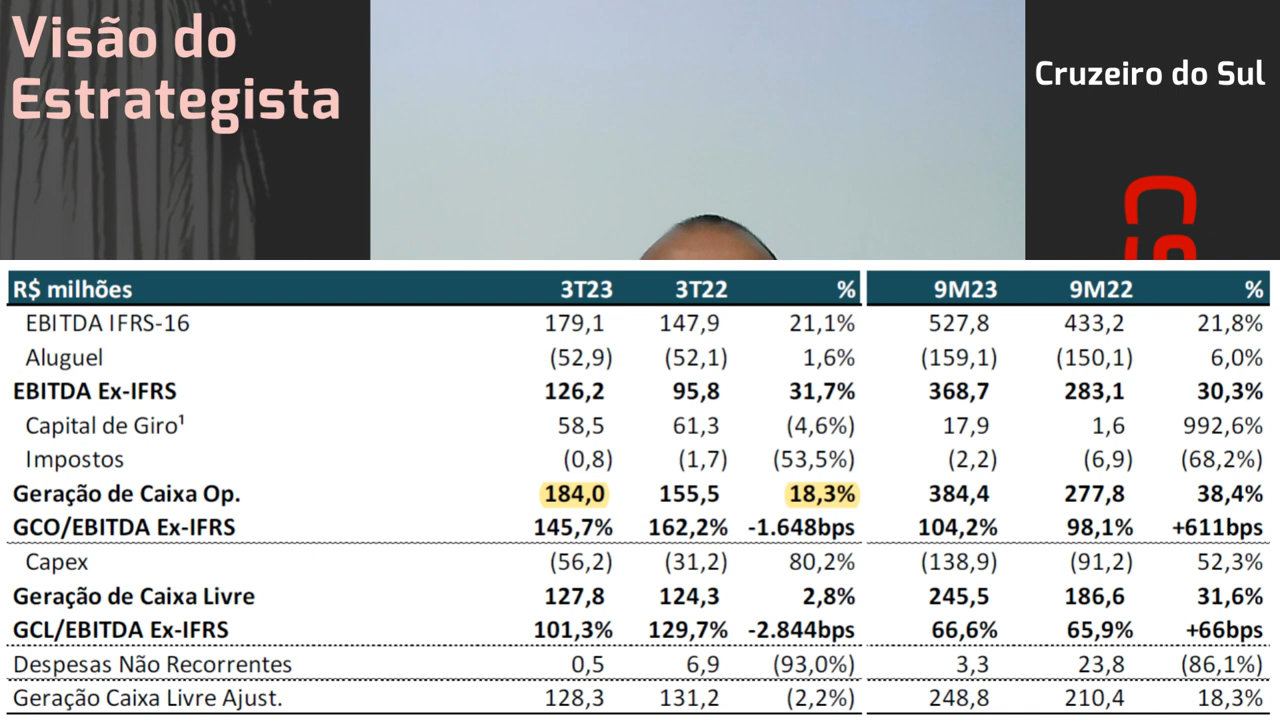 Visão do
Estrategista
Cruzeiro do Sul
R$ milhões 3T23 3T22 % 9M23 9M22 %
EBITDA IFRS-16 179,1 147,9 21,1% 527,8 433,2 21,8%
Aluguel (52,9) (52,1) 1,6% (159,1) (150,1) 6,0%
EBITDA Ex-IFRS 126,2 95,8 31,7% 368,7 283,1 30,3%
Capital de Giro¹ 58,5 61,3 (4,6%) 17,9 1,6 992,6%
Impostos (0,8) (1,7) (53,5%) (2,2) (6,9) (68,2%)
Geração de Caixa Op. 184,0 155,5 18,3% 384,4 277,8 38,4%
GCO/EBITDA Ex-IFRS 145,7% 162,2% -1.648bps 104,2% 98,1% +611bps
Capex (56,2) (31,2) 80,2% (138,9) (91,2) 52,3%
Geração de Caixa Livre 127,8 124,3 2,8% 245,5 186,6 31,6%
GCL/EBITDA Ex-IFRS 101,3% 129,7% -2.844bps 66,6% 65,9% +66bps
Despesas Não Recorrentes 0,5 6,9 (93,0%) 3,3 23,8 (86,1%)
Geração Caixa Livre Ajust. 128,3 131,2 (2,2%) 248,8 210,4 18,3%